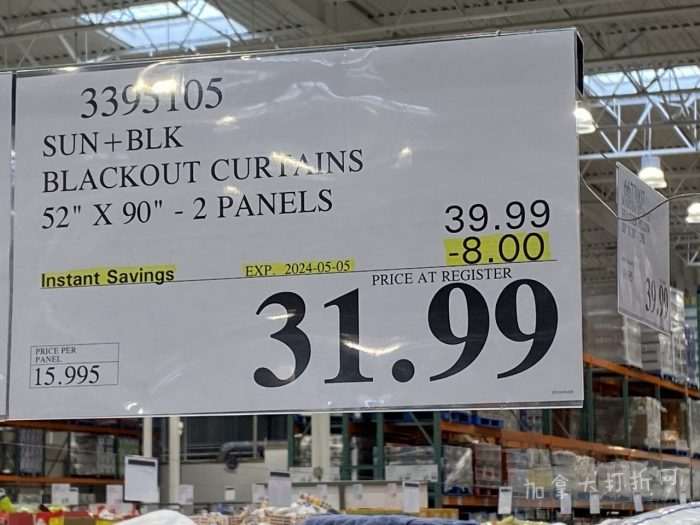 3395105
SUN+BLK
BLACKOUT CURTAINS
52" X 90" - 2 PANELS
39.99
-8.00
Instant Savings
EXP. 2024-05-05
PRICE AT REGISTER
31.99
PRICE PER
PANEL
15.995
39.99
加拿大打折网